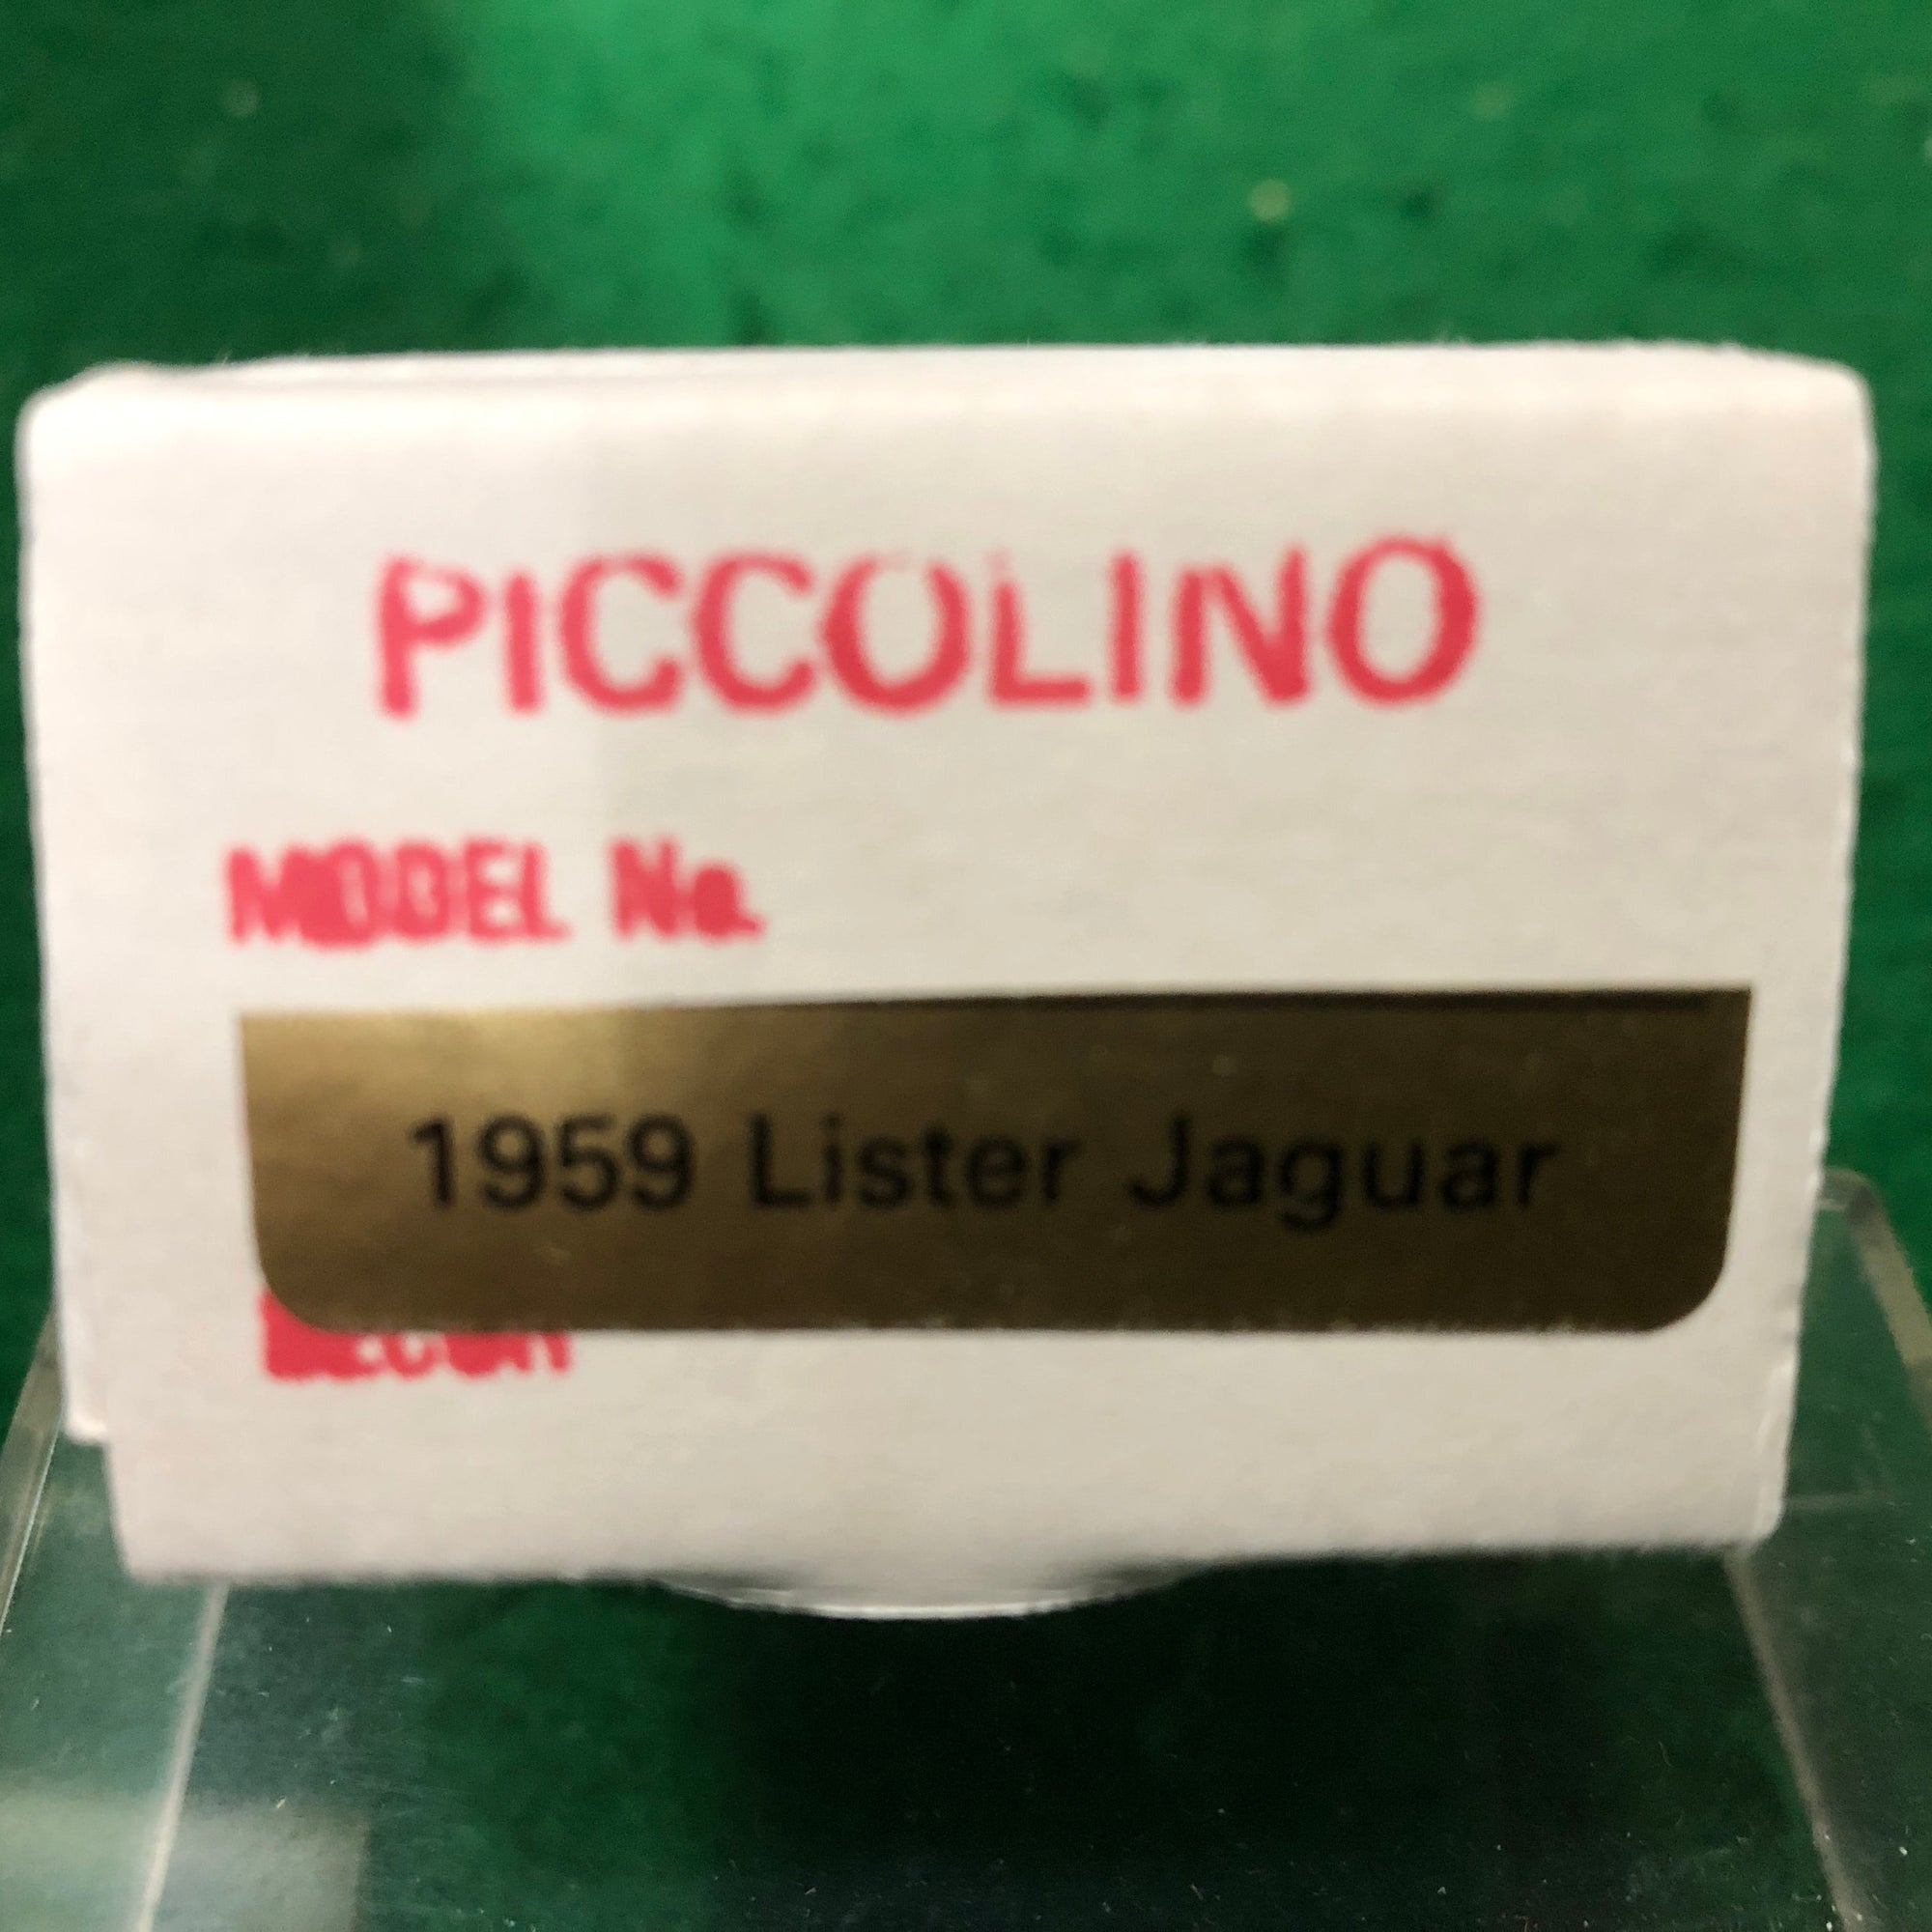 PICCOLINO
MODEL No.
1959 Lister Jaguar